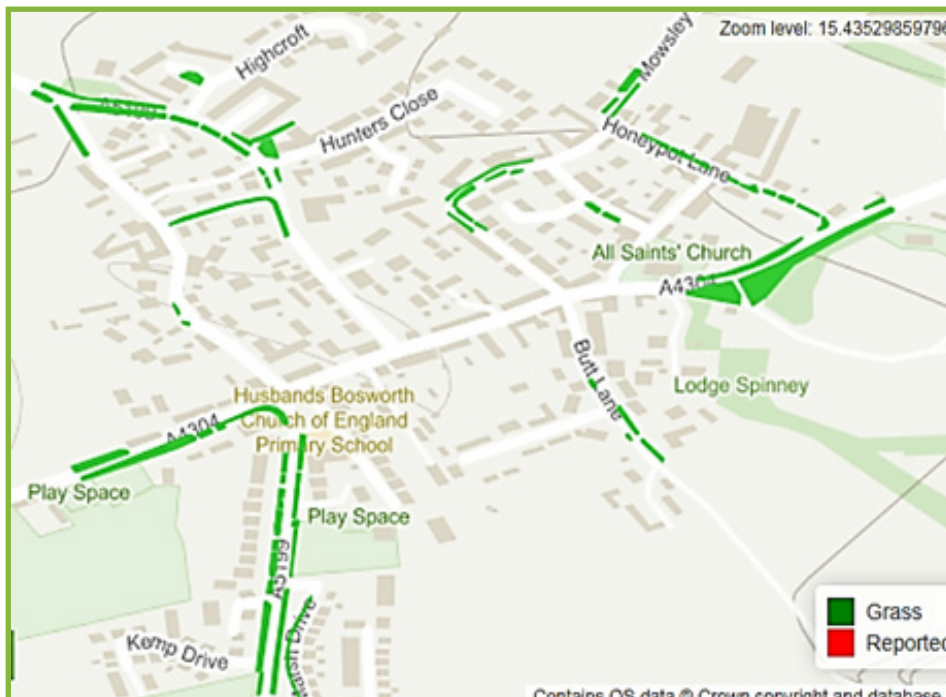 Zoom level: 15.43529859796
Highcroft
Mowsley
A5199
Hunters Close
Honeypot Lane
All Saints' Church
A4304
Butt Lane
Lodge Spinney
Husbands Bosworth
Church of England
Primary School
A4304
Play Space
Play Space
A5199
Kemp Drive
Drive
Grass
Reported
Contains OS data © Crown copyright and database